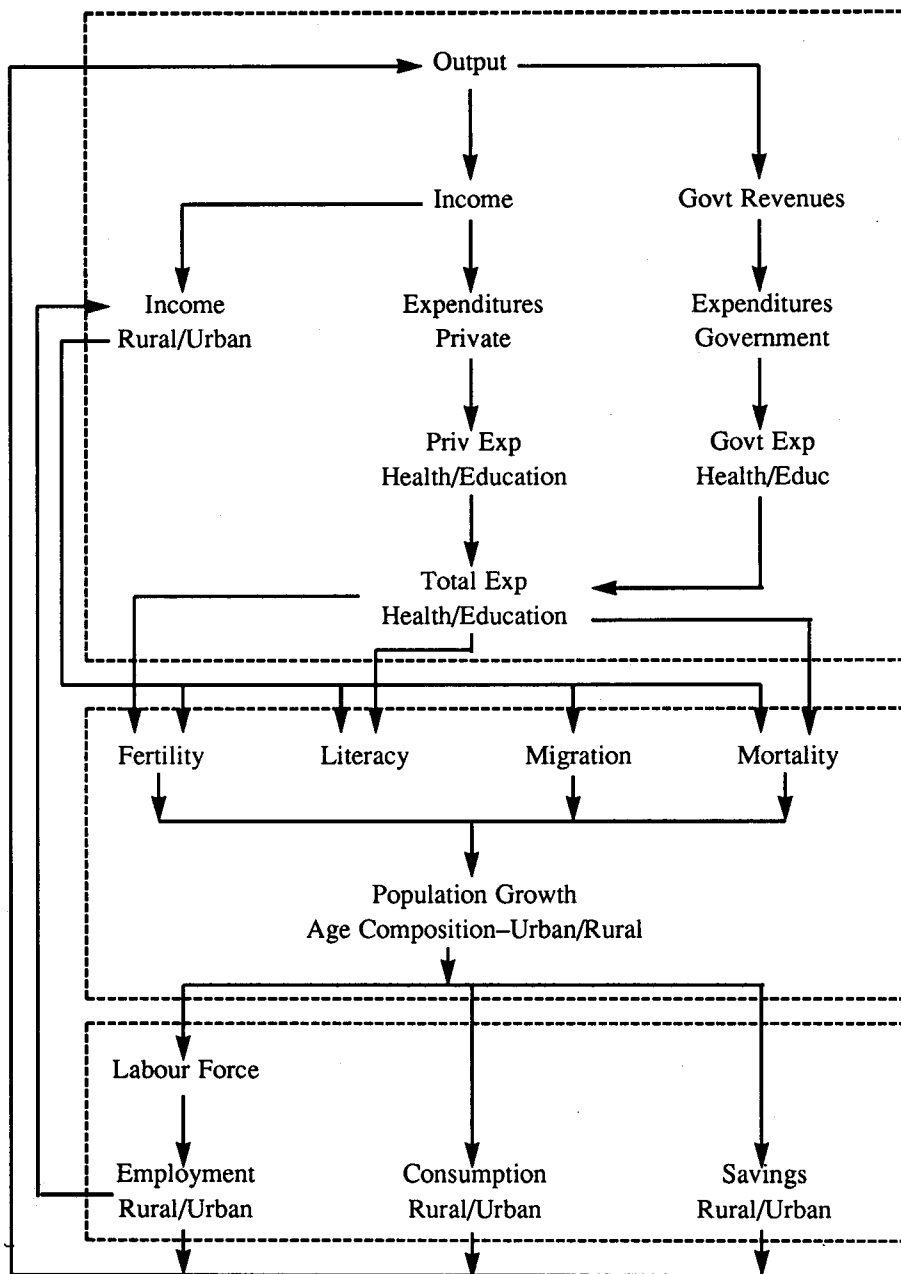 Output
Income
Govt Revenues
Income
Rural/Urban
Expenditures
Private
Expenditures
Government
Priv Exp
Health/Education
Govt Exp
Health/Educ
Total Exp
Health/Education
Fertility
Literacy
Migration
Mortality
Population Growth
Age Composition–Urban/Rural
Labour Force
Employment
Rural/Urban
Consumption
Rural/Urban
Savings
Rural/Urban